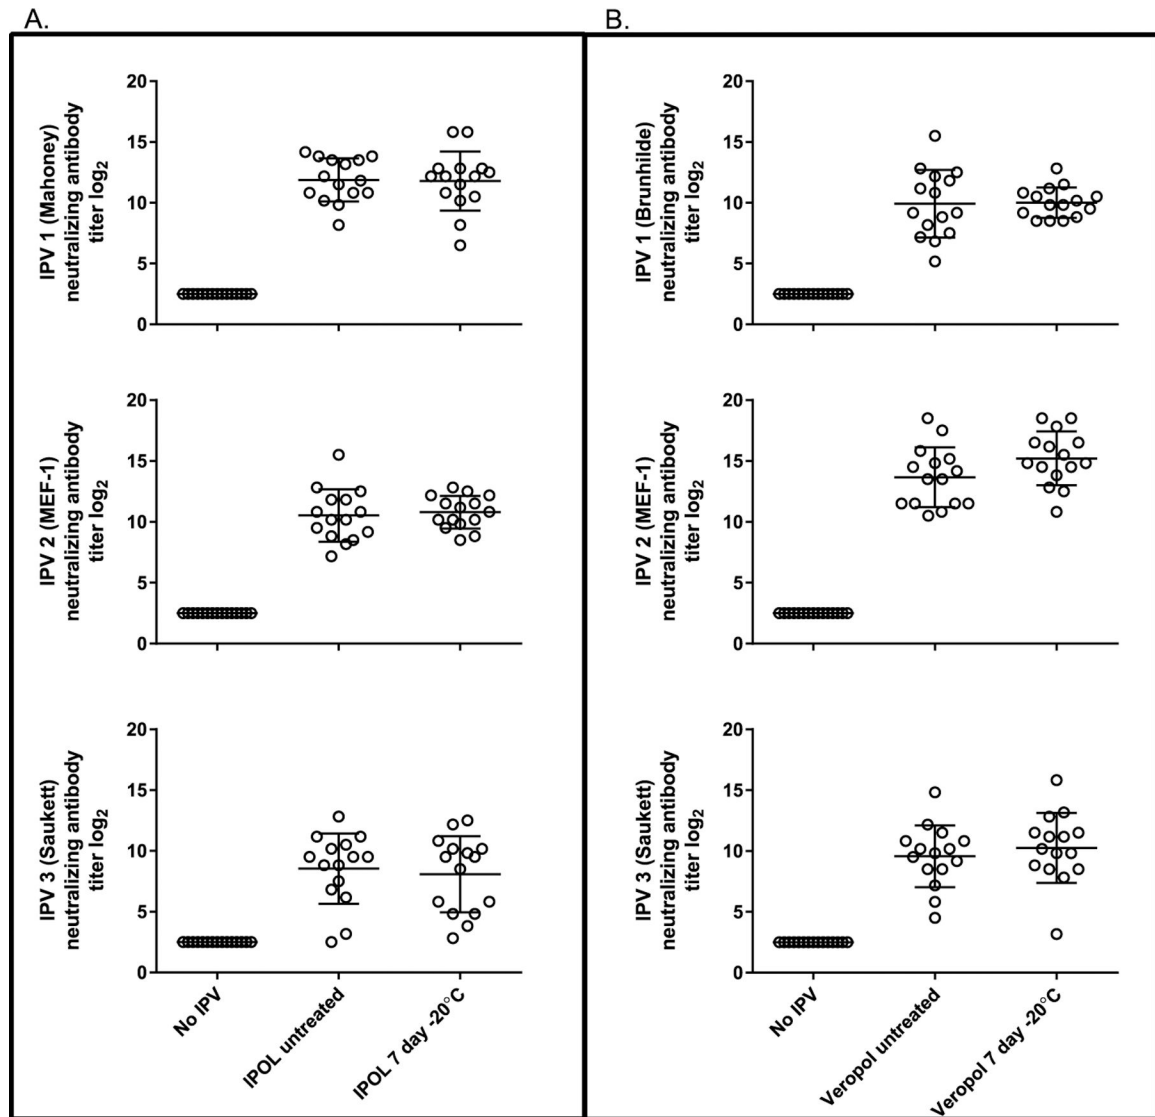 A.
IPV 1 (Mahoney)
neutralizing antibody
titer log2
20
15
10
5
0
IPV 2 (MEF-1)
neutralizing antibody
titer log2
20
15
10
5
0
IPV 3 (Saukett)
neutralizing antibody
titer log2
20
15
10
5
0
No IPV
IPOL untreated
IPOL 7 day -20°C
B.
IPV 1 (Brunhilde)
neutralizing antibody
titer log2
20
15
10
5
0
IPV 2 (MEF-1)
neutralizing antibody
titer log2
20
15
10
5
0
IPV 3 (Saukett)
neutralizing antibody
titer log2
20
15
10
5
0
No IPV
Veropol untreated
Veropol 7 day -20°C